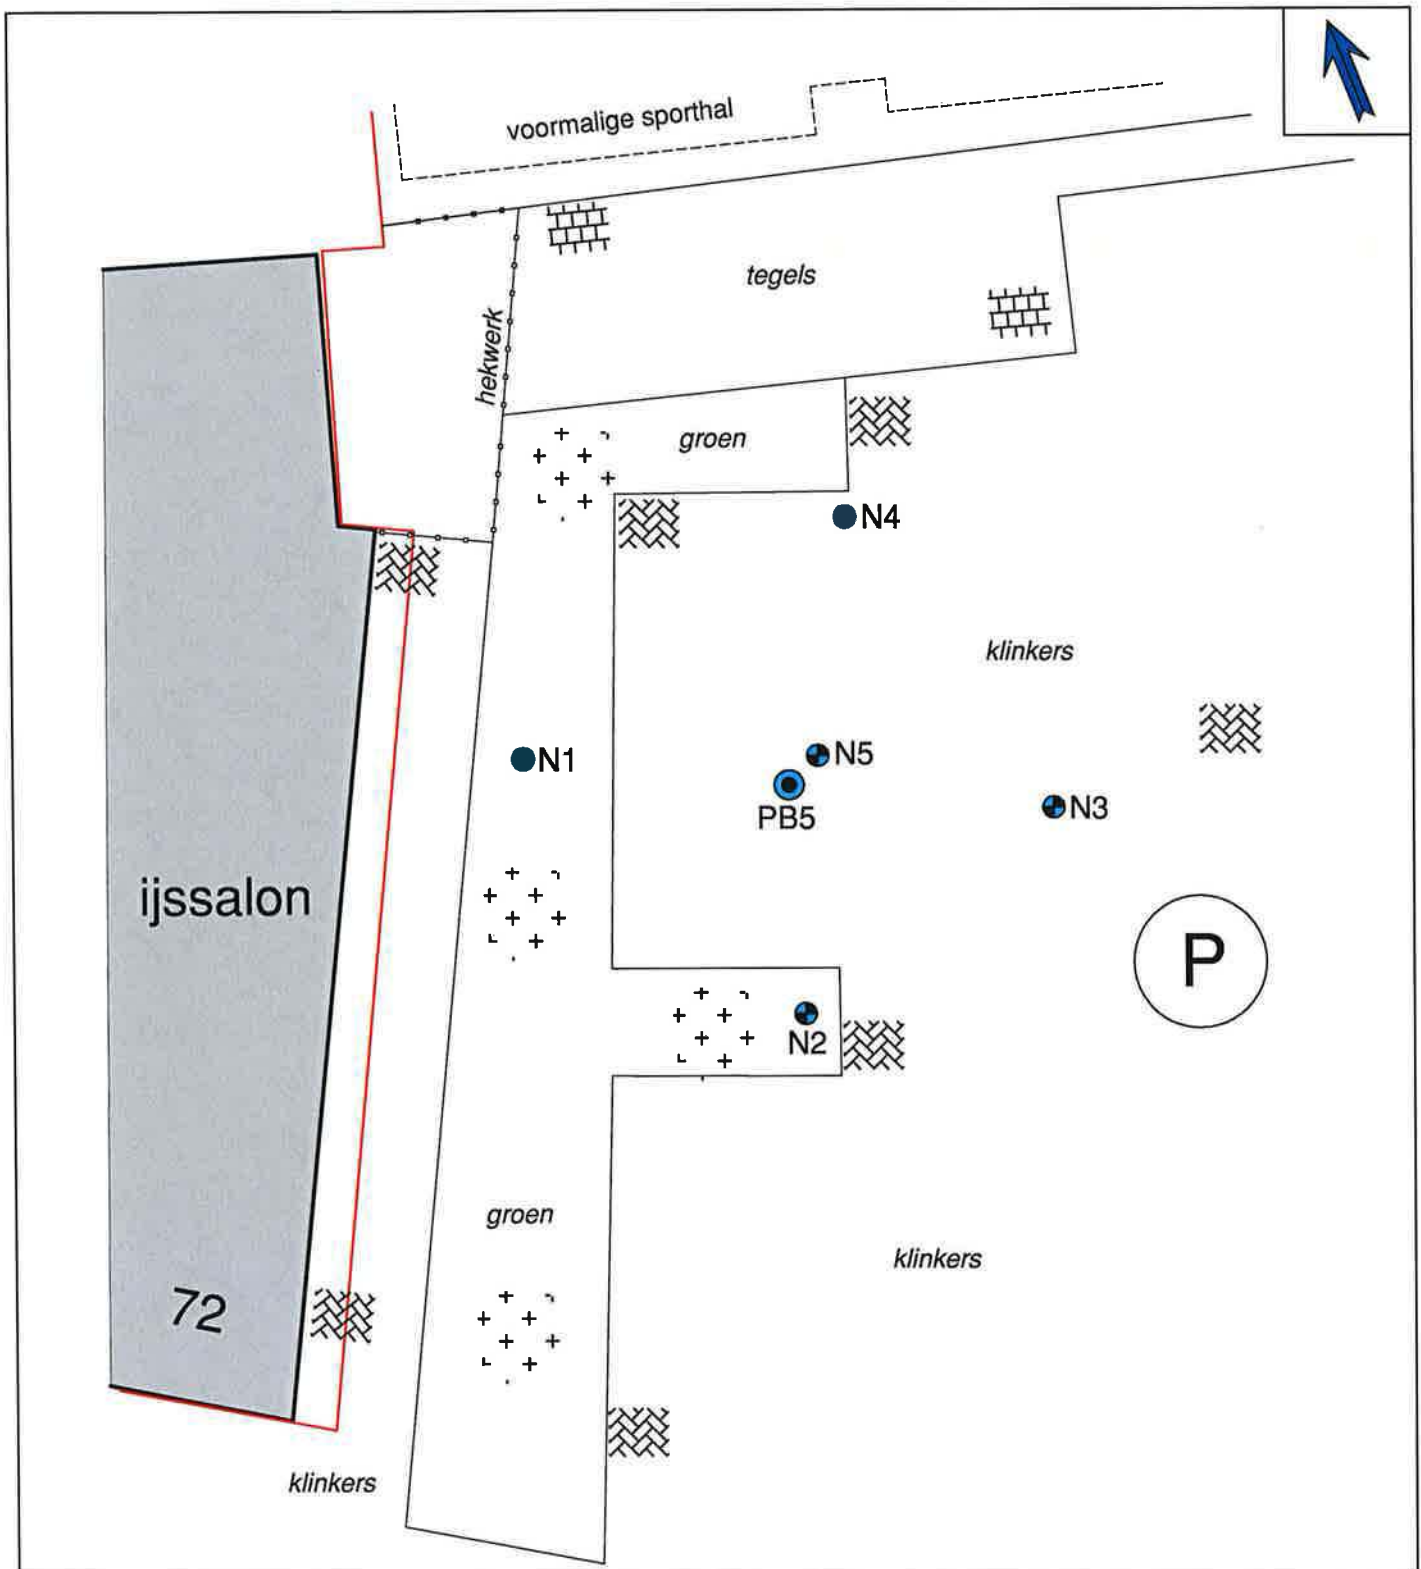 voormalige sporthal
tegels
hekwerk
groen
N4
klinkers
N5
N1
PB5
N3
ijssalon
P
N2
groen
klinkers
72
klinkers